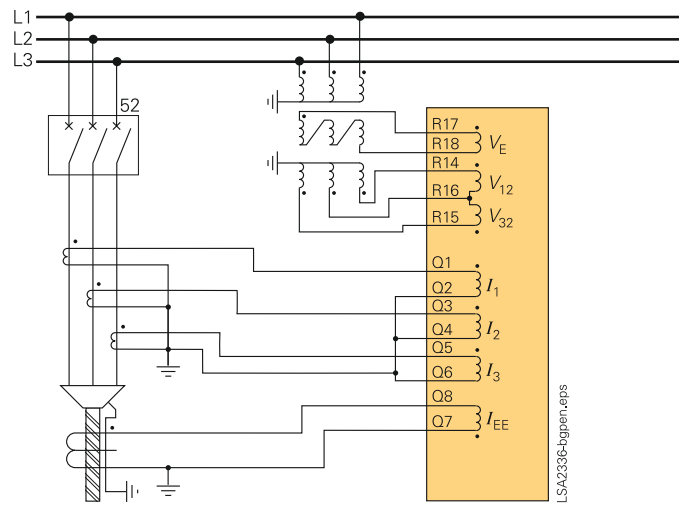 L1
L2
L3
52
R17
R18
V_E
R14
V_12
R16
V_32
R15
Q1
Q2
I_1
Q3
Q4
I_2
Q5
Q6
I_3
Q8
Q7
I_EE
LSA2336-bgpen.eps